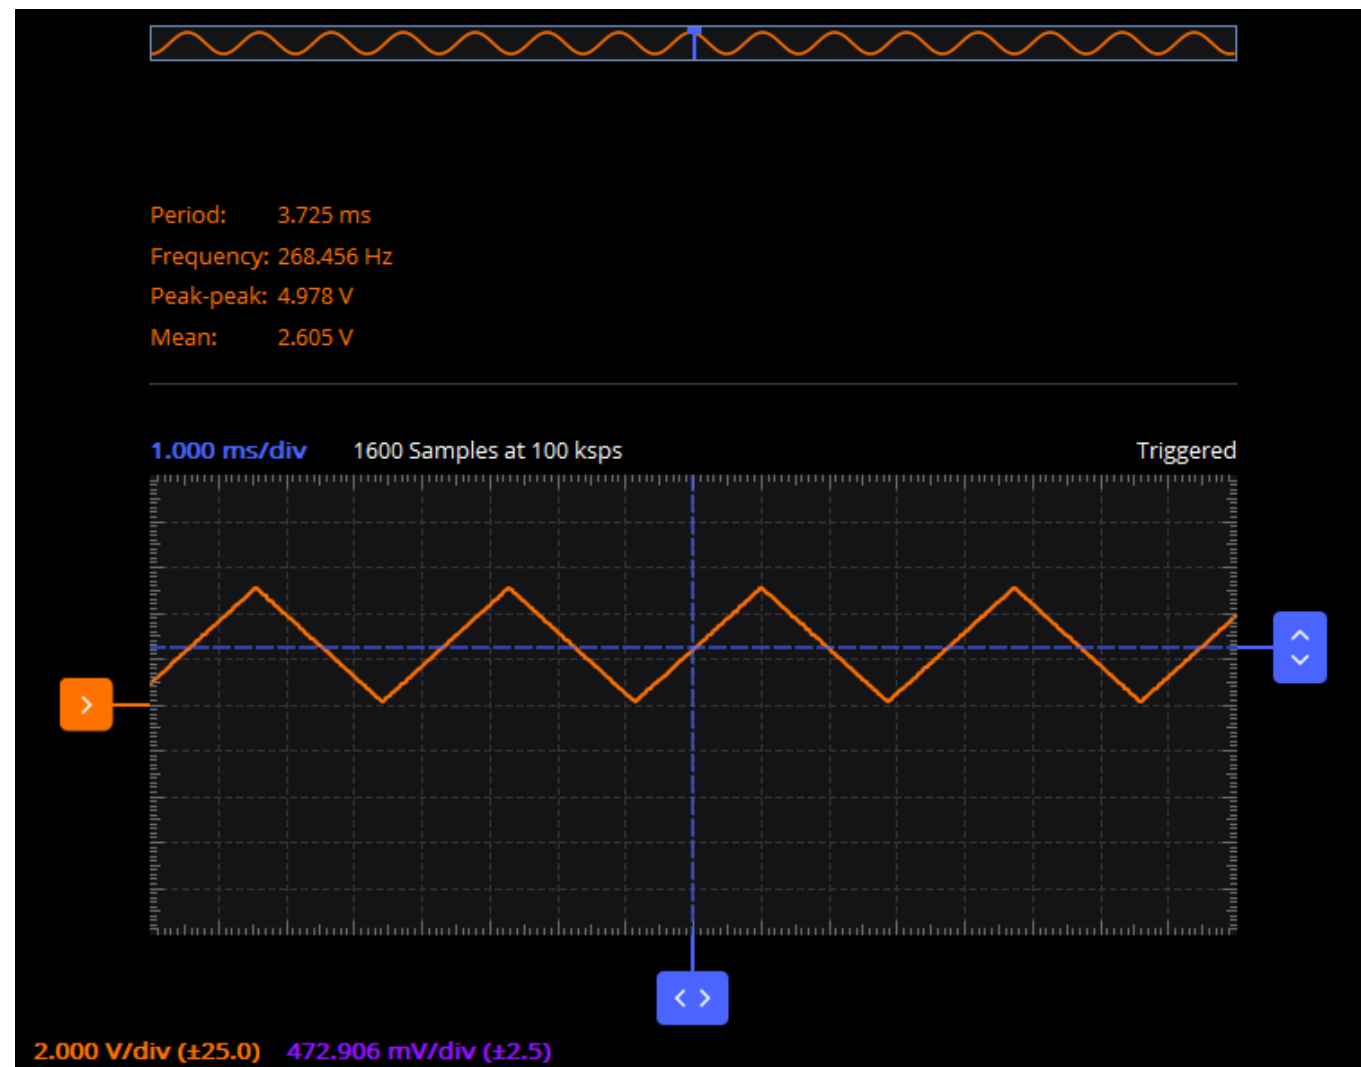 Period: 3.725 ms
Frequency: 268.456 Hz
Peak-peak: 4.978 V
Mean: 2.605 V
1.000 ms/div 1600 Samples at 100 ksps Triggered
2.000 V/div (±25.0) 472.906 mV/div (±2.5)